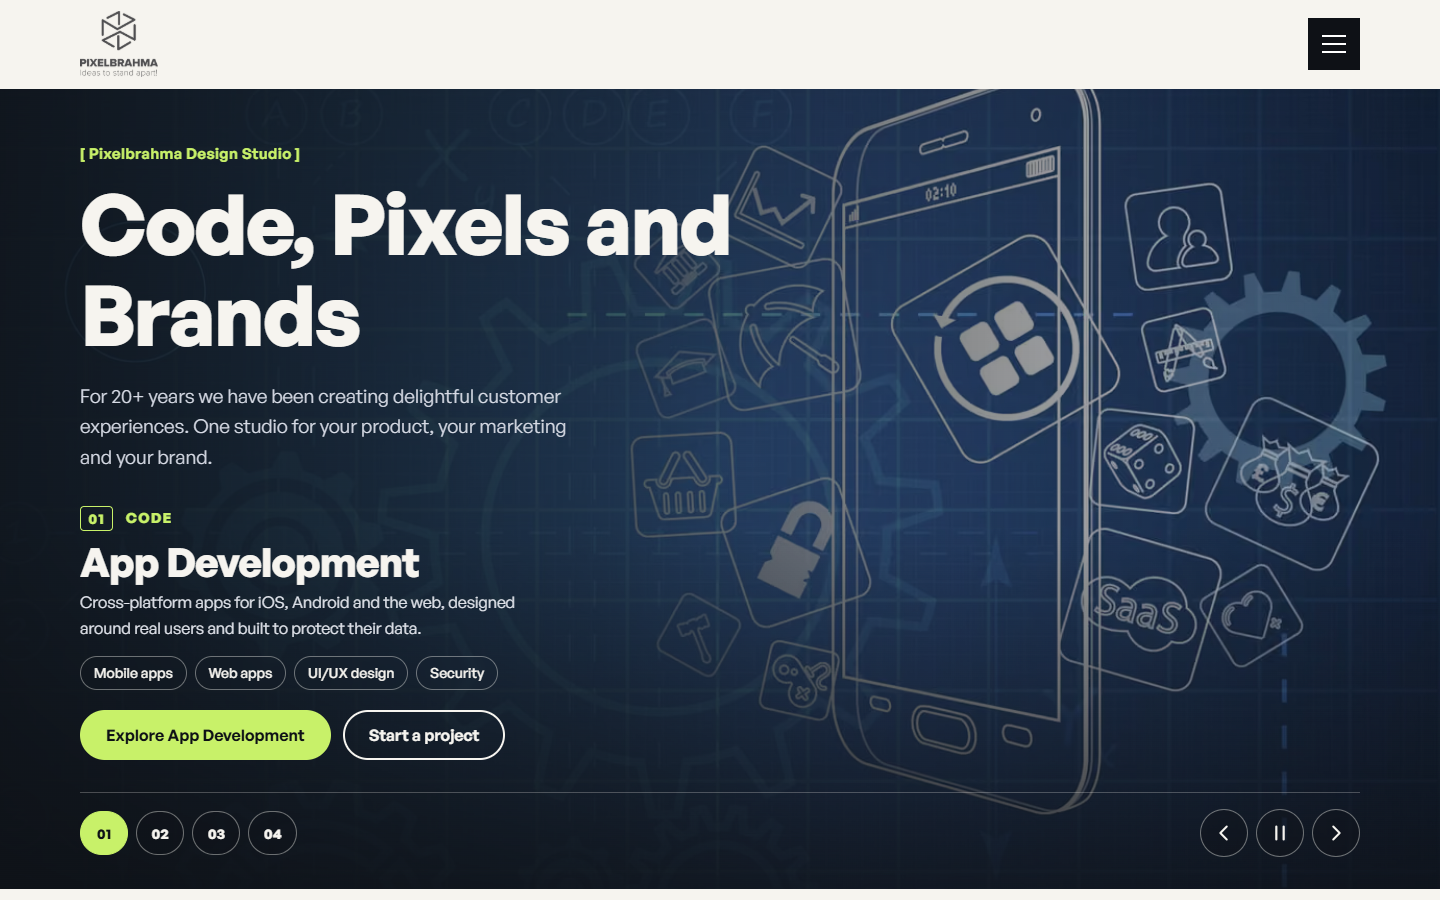 PIXELBRAHMA
Ideas to stand apart!
[ Pixelbrahma Design Studio ]
Code, Pixels and
Brands
For 20+ years we have been creating delightful customer
experiences. One studio for your product, your marketing
and your brand.
01 CODE
App Development
Cross-platform apps for iOS, Android and the web, designed
around real users and built to protect their data.
Mobile apps Web apps UI/UX design Security
Explore App Development Start a project
01 02 03 04
A B C D E F
02:10
£ $ €
SaaS